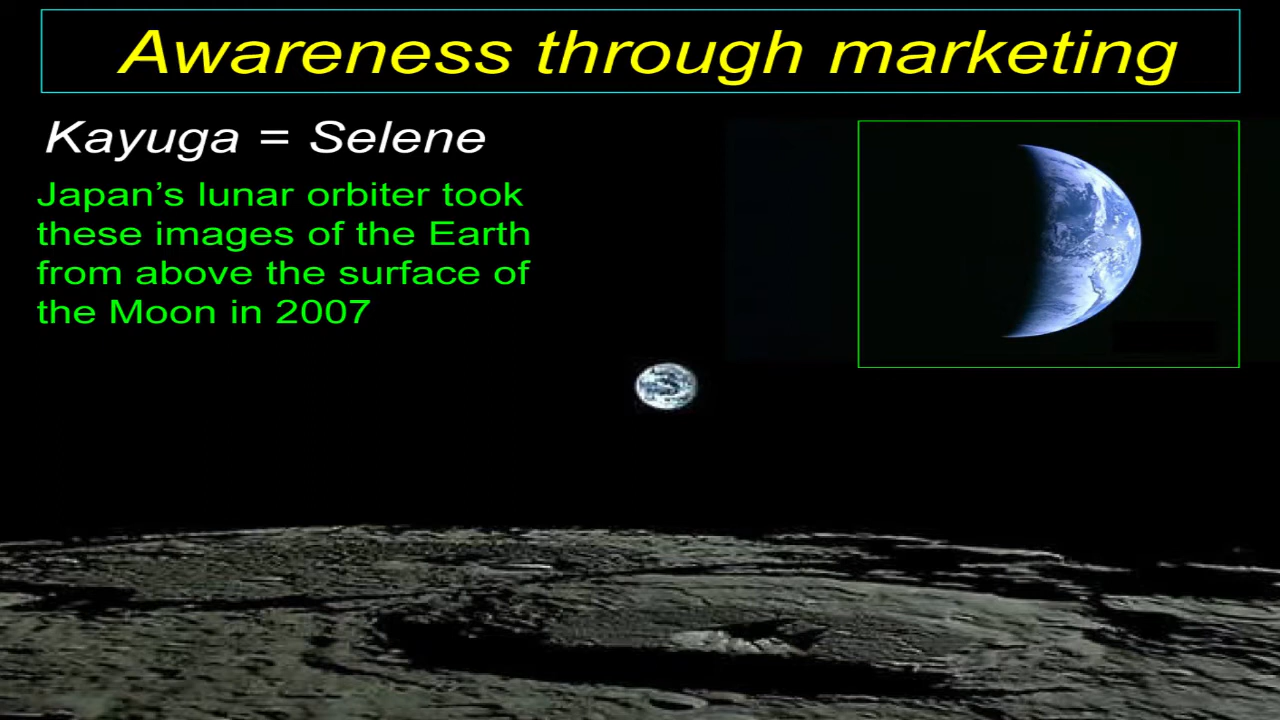 Awareness through marketing
Kayuga = Selene
Japan’s lunar orbiter took
these images of the Earth
from above the surface of
the Moon in 2007